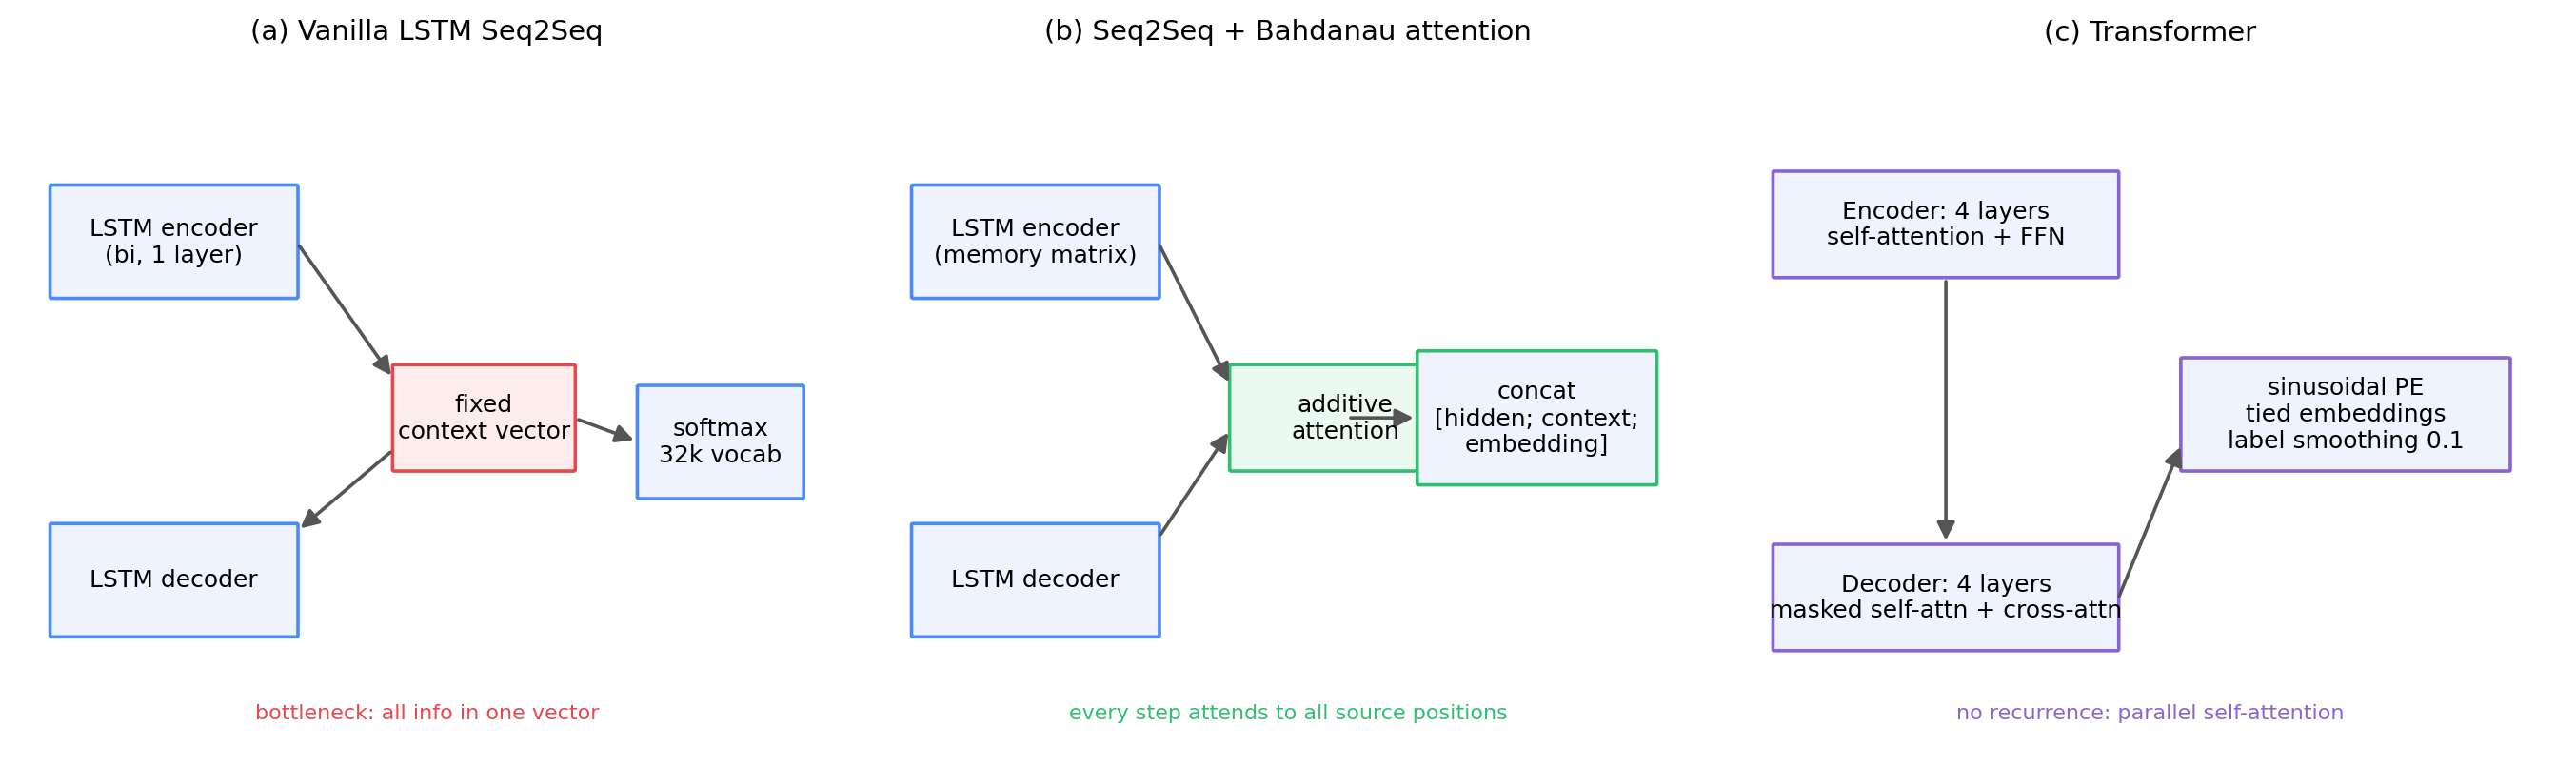 (a) Vanilla LSTM Seq2Seq
LSTM encoder
(bi, 1 layer)
fixed
context vector
softmax
32k vocab
LSTM decoder
bottleneck: all info in one vector
(b) Seq2Seq + Bahdanau attention
LSTM encoder
(memory matrix)
additive
attention
concat
[hidden; context;
embedding]
LSTM decoder
every step attends to all source positions
(c) Transformer
Encoder: 4 layers
self-attention + FFN
sinusoidal PE
tied embeddings
label smoothing 0.1
Decoder: 4 layers
masked self-attn + cross-attn
no recurrence: parallel self-attention